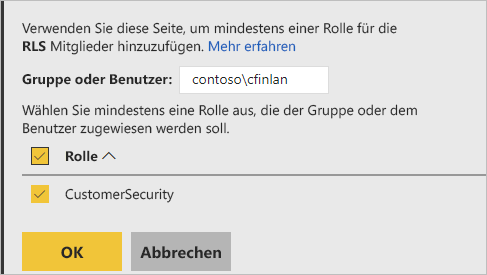 Verwenden Sie diese Seite, um mindestens einer Rolle für die
RLS Mitglieder hinzuzufügen. Mehr erfahren
Gruppe oder Benutzer: contoso\cfinlan
Wählen Sie mindestens eine Rolle aus, die der Gruppe oder dem
Benutzer zugewiesen werden soll.
Rolle
CustomerSecurity
OK Abbrechen